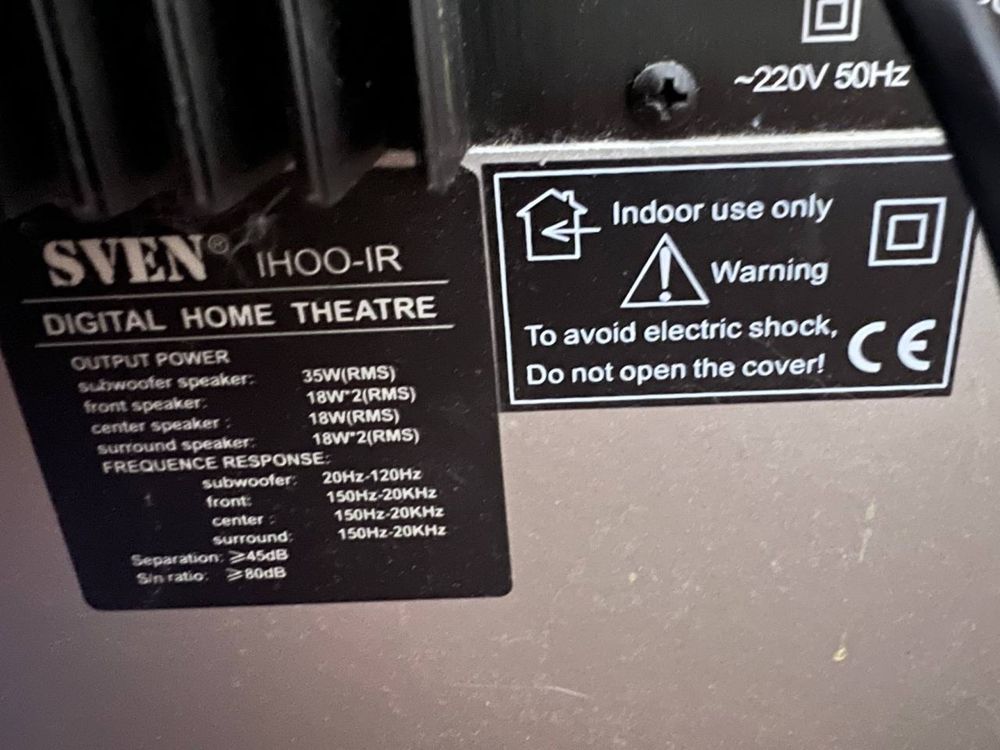 ~220V 50Hz
SVEN® IHOO-IR
DIGITAL HOME THEATRE
OUTPUT POWER
subwoofer speaker: 35W(RMS)
front speaker: 18W*2(RMS)
center speaker : 18W(RMS)
surround speaker: 18W*2(RMS)
FREQUENCE RESPONSE:
subwoofer: 20Hz-120Hz
front: 150Hz-20KHz
center : 150Hz-20KHz
surround: 150Hz-20KHz
Separation: ≥45dB
S/n ratio: ≥80dB
Indoor use only
Warning
To avoid electric shock,
Do not open the cover!
CE